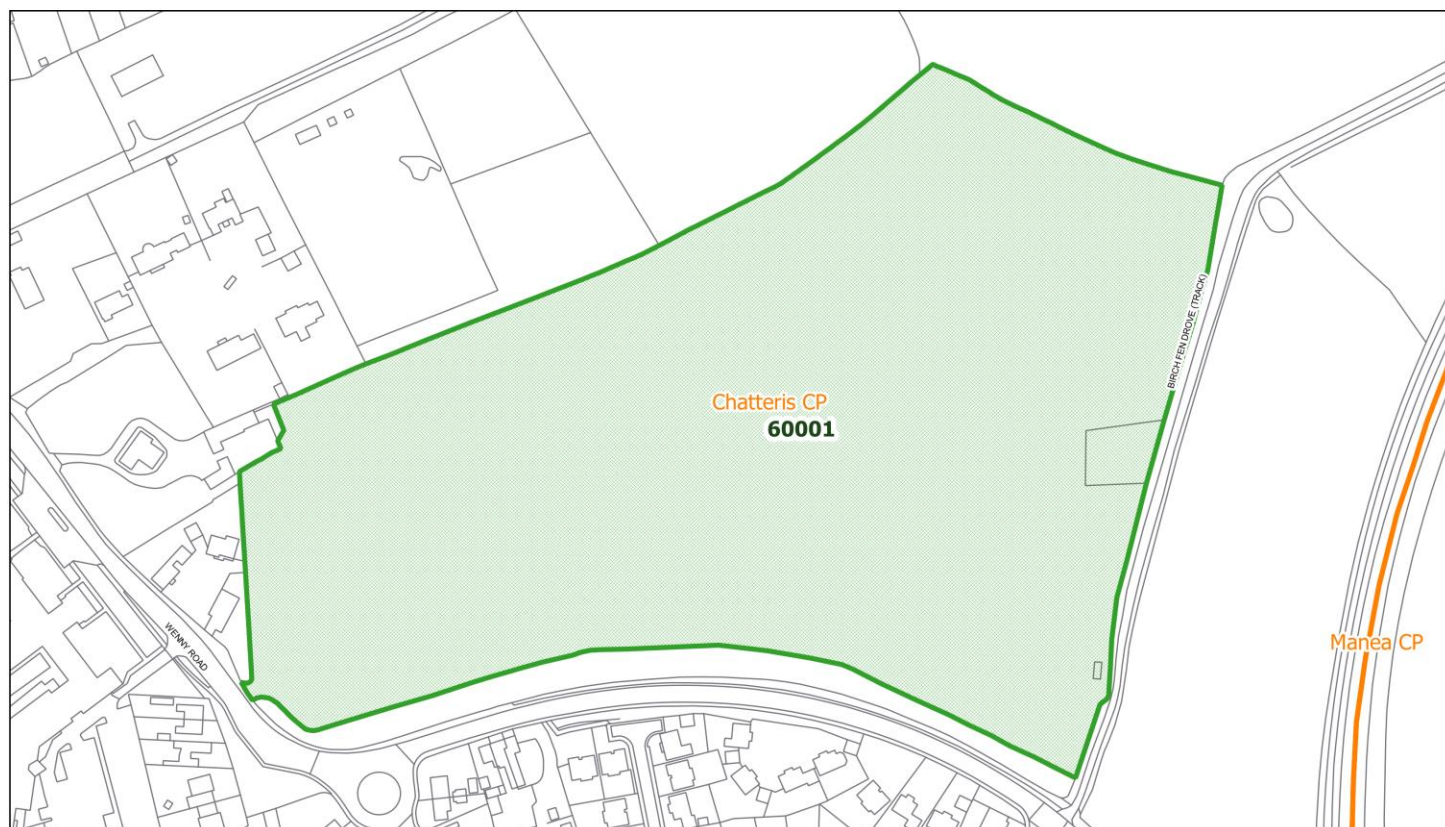 BIRCH FEN DROVE (TRACK)
Chatteris CP
60001
WENNY ROAD
Manea CP